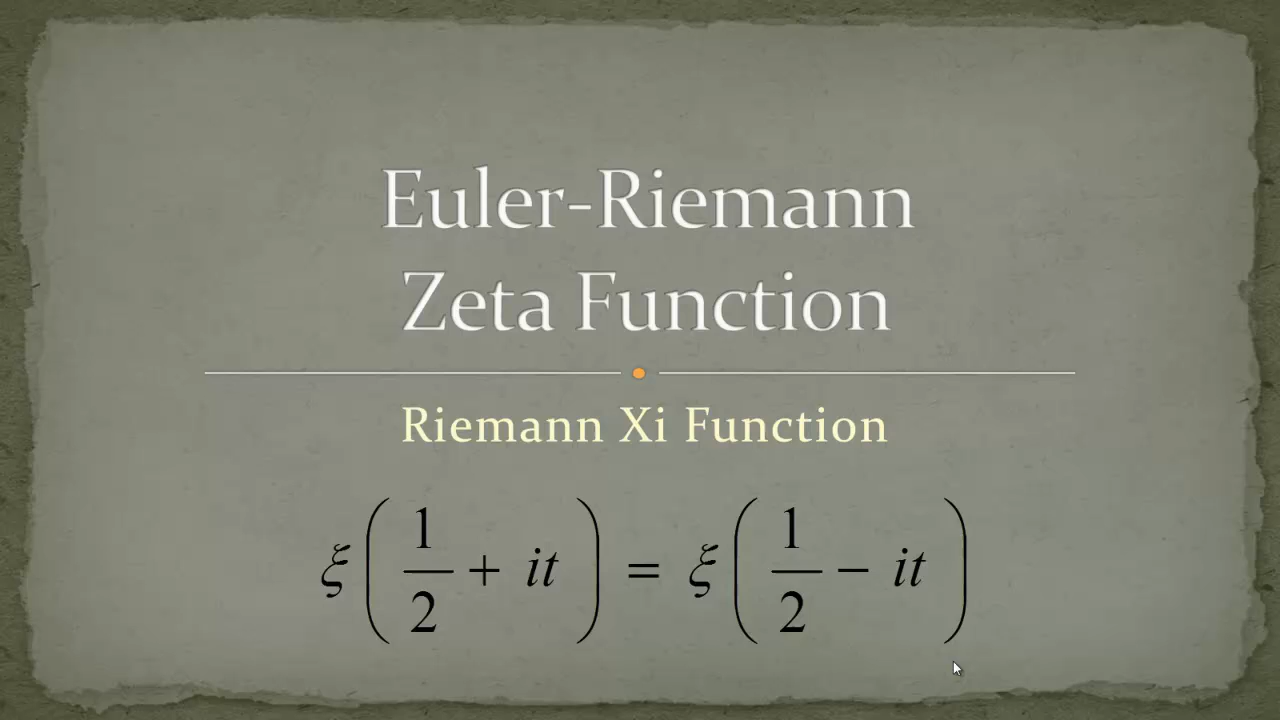 Euler-Riemann
Zeta Function
Riemann Xi Function
ξ(1/2 + it) = ξ(1/2 − it)